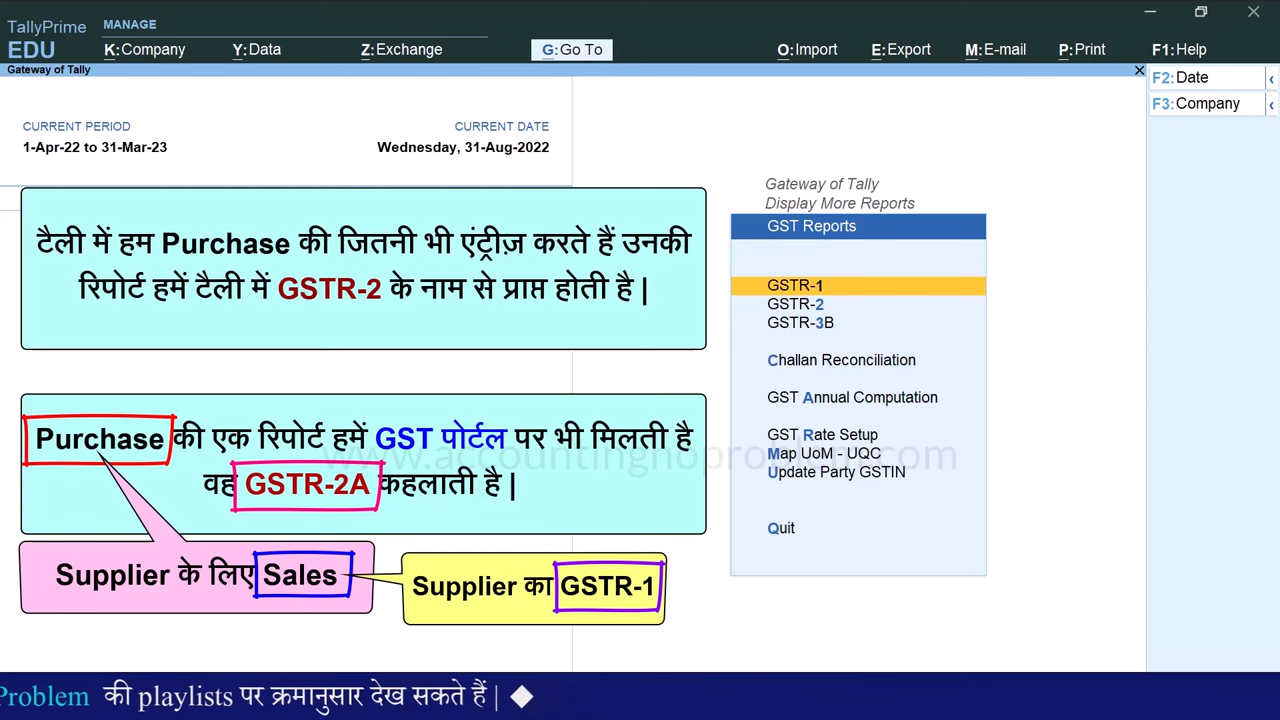 TallyPrime
EDU
MANAGE
K:Company Y:Data Z:Exchange G:Go To O:Import E:Export M:E-mail P:Print F1:Help
Gateway of Tally
F2:Date
F3:Company
CURRENT PERIOD CURRENT DATE
1-Apr-22 to 31-Mar-23 Wednesday, 31-Aug-2022
टैली में हम Purchase की जितनी भी एंट्रीज़ करते हैं उनकी
रिपोर्ट हमें टैली में GSTR-2 के नाम से प्राप्त होती है |
Purchase की एक रिपोर्ट हमें GST पोर्टल पर भी मिलती है
वह GSTR-2A कहलाती है |
Supplier के लिए Sales
Supplier का GSTR-1
Gateway of Tally
Display More Reports
GST Reports
GSTR-1
GSTR-2
GSTR-3B
Challan Reconciliation
GST Annual Computation
GST Rate Setup
Map UoM - UQC
Update Party GSTIN
Quit
www.accountingnoproblem.com
Problem की playlists पर क्रमानुसार देख सकते हैं | ◆